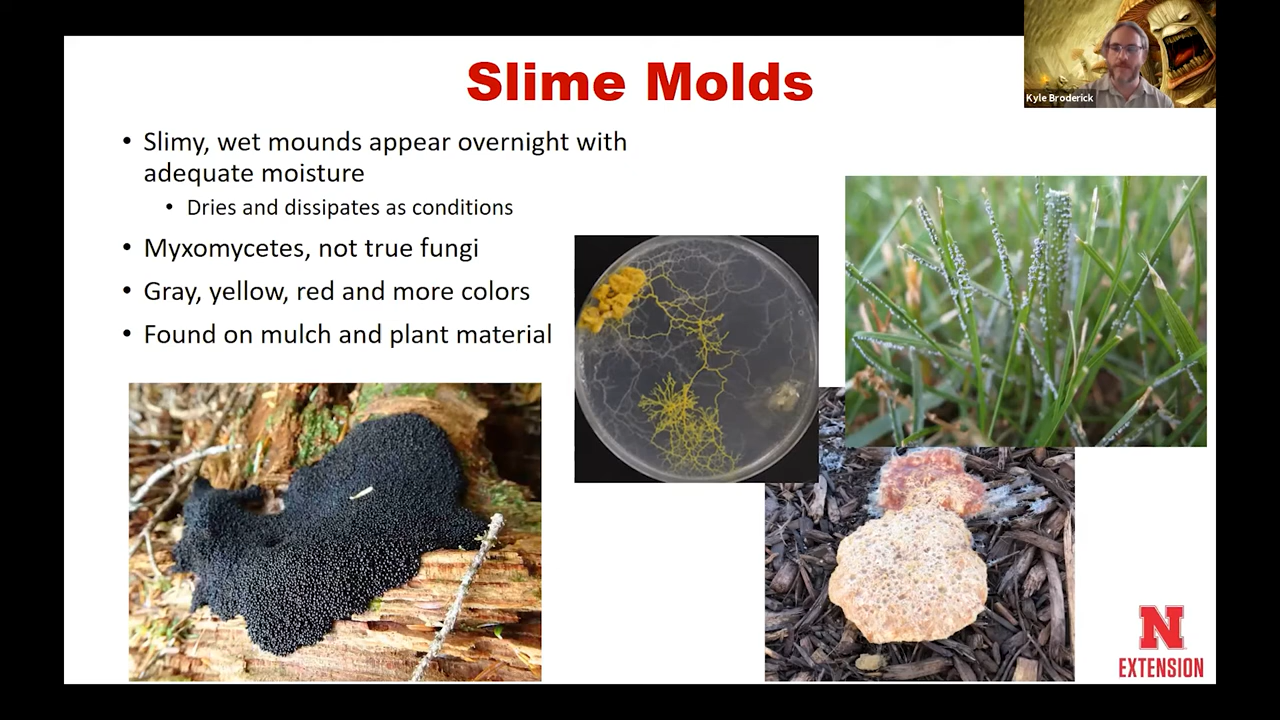 Slime Molds
Kyle Broderick
• Slimy, wet mounds appear overnight with
adequate moisture
• Dries and dissipates as conditions
• Myxomycetes, not true fungi
• Gray, yellow, red and more colors
• Found on mulch and plant material
N
EXTENSION